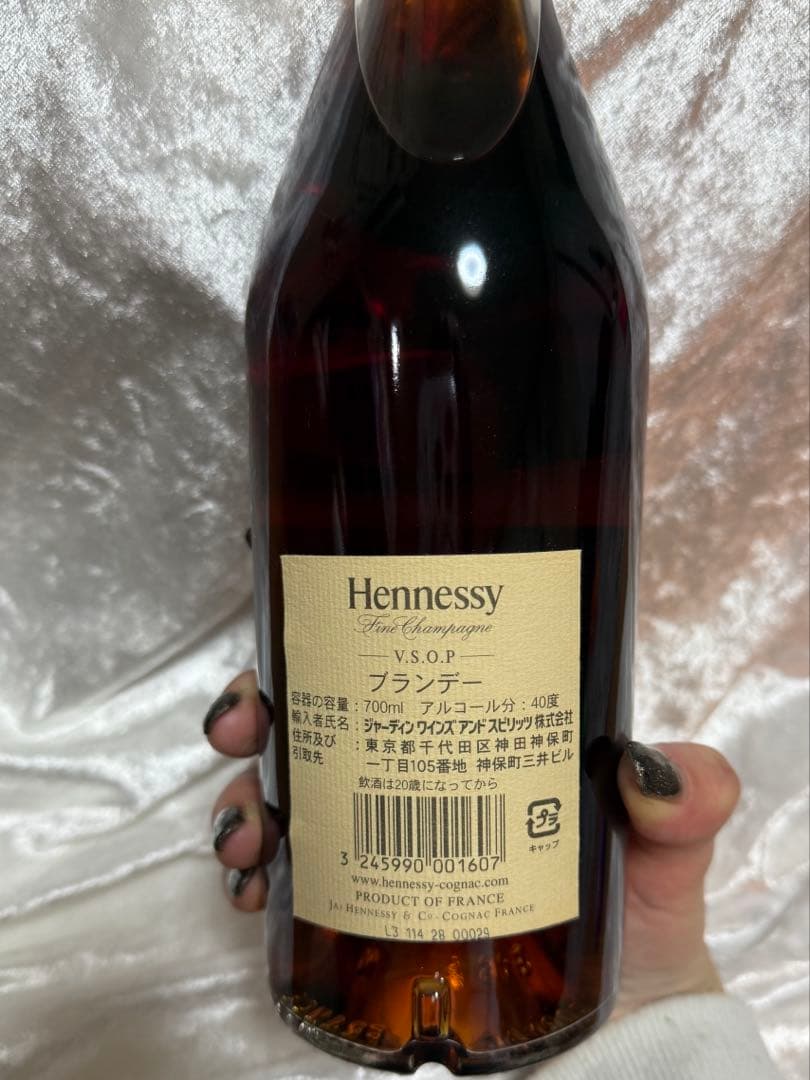 Hennessy
Fine Champagne
V.S.O.P
ブランデー
容器の容量：700ml アルコール分：40度
輸入者氏名：ジャーディン ワインズ アンド スピリッツ 株式会社
住所及び引取先：東京都千代田区神田神保町
一丁目105番地 神保町三井ビル
飲酒は20歳になってから
プラ
キャップ
3 245990 001607
www.hennessy-cognac.com
PRODUCT OF FRANCE
JAS HENNESSY & CO - COGNAC FRANCE
L3 114 28 00029